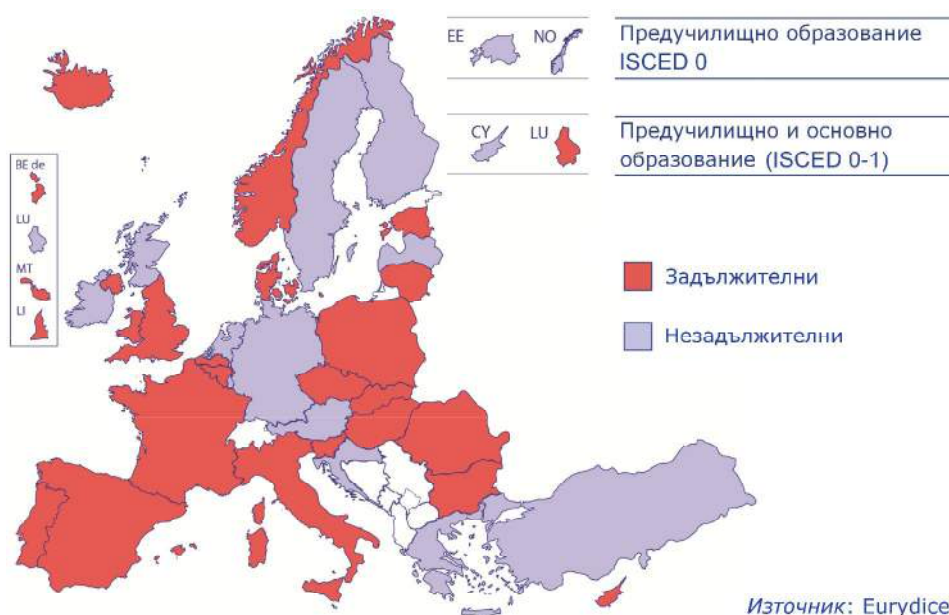 EE
NO
Предучилищно образование
ISCED 0
CY
LU
Предучилищно и основно
образование (ISCED 0-1)
BE de
LU
MT
LI
Задължителни
Незадължителни
Източник: Eurydice